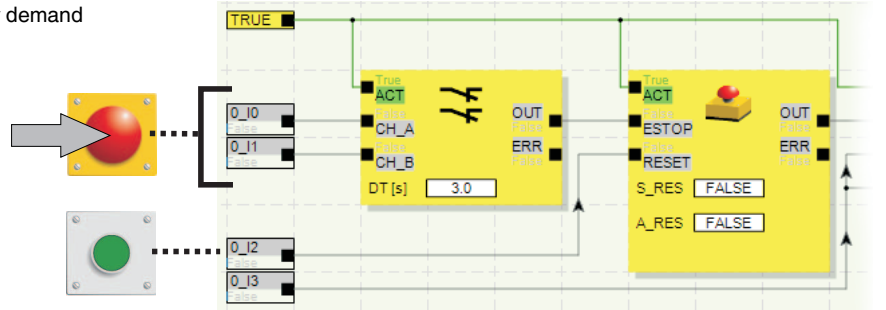 demand
TRUE
True
ACT
0_I0
False
False
CH_A
OUT
False
0_I1
False
False
CH_B
ERR
False
DT [s] 3.0
True
ACT
False
ESTOP
OUT
False
False
RESET
ERR
False
S_RES FALSE
A_RES FALSE
0_I2
False
0_I3
False